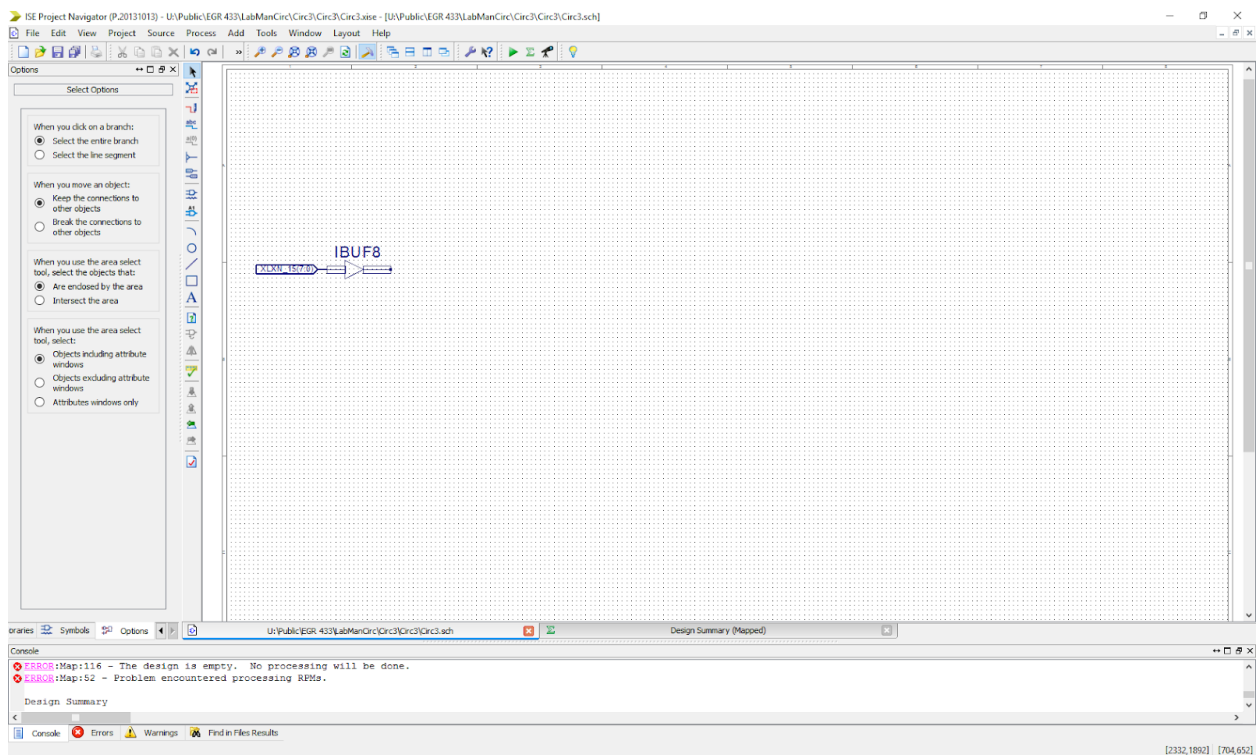 ISE Project Navigator (P.20131013) - U:\Public\EGR 433\LabManCirc\Circ3\Circ3\Circ3.xise - [U:\Public\EGR 433\LabManCirc\Circ3\Circ3\Circ3.sch]
File Edit View Project Source Process Add Tools Window Layout Help
Options
Select Options
When you click on a branch:
Select the entire branch
Select the line segment
When you move an object:
Keep the connections to
other objects
Break the connections to
other objects
When you use the area select
tool, select the objects that:
Are enclosed by the area
Intersect the area
When you use the area select
tool, select:
Objects including attribute
windows
Objects excluding attribute
windows
Attributes windows only
IBUF8
XLXN_15(7:0)
oraries Symbols Options
U:\Public\EGR 433\LabManCirc\Circ3\Circ3\Circ3.sch
Design Summary (Mapped)
Console
ERROR:Map:116 - The design is empty. No processing will be done.
ERROR:Map:52 - Problem encountered processing RPMs.
Design Summary
Console Errors Warnings Find in Files Results
[2332,1892] [704,652]